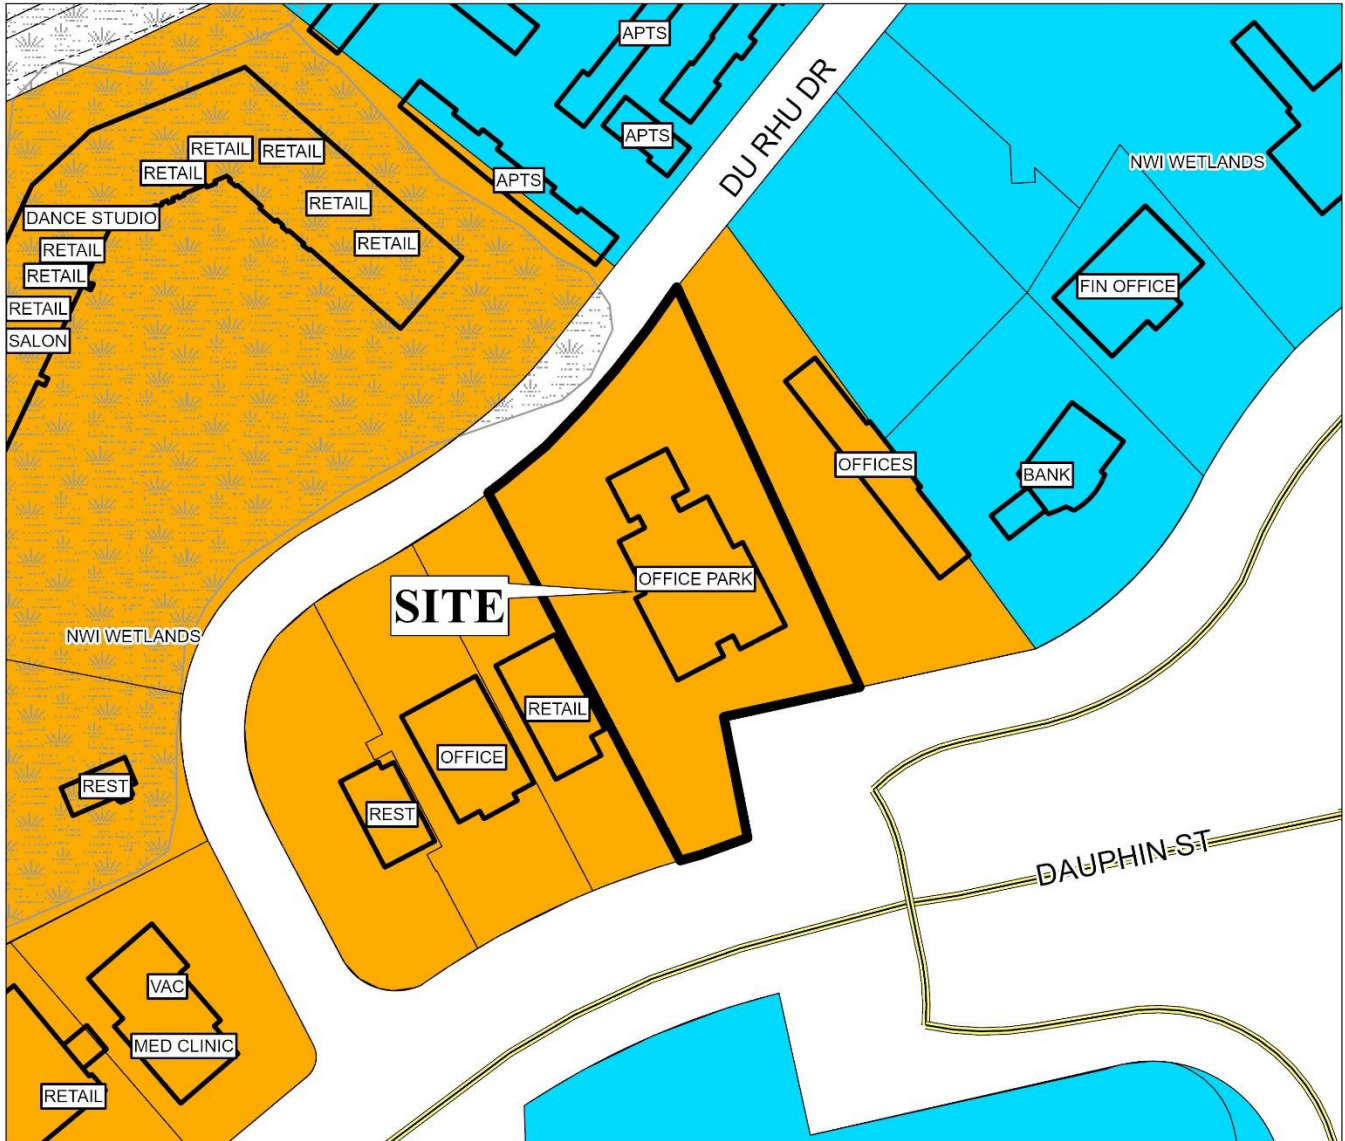 APTS
DU RHU DR
APTS
RETAIL
RETAIL
RETAIL
NWI WETLANDS
APTS
RETAIL
DANCE STUDIO
RETAIL
RETAIL
RETAIL
FIN OFFICE
RETAIL
SALON
OFFICES
BANK
OFFICE PARK
SITE
NWI WETLANDS
RETAIL
OFFICE
REST
REST
DAUPHIN ST
VAC
MED CLINIC
RETAIL